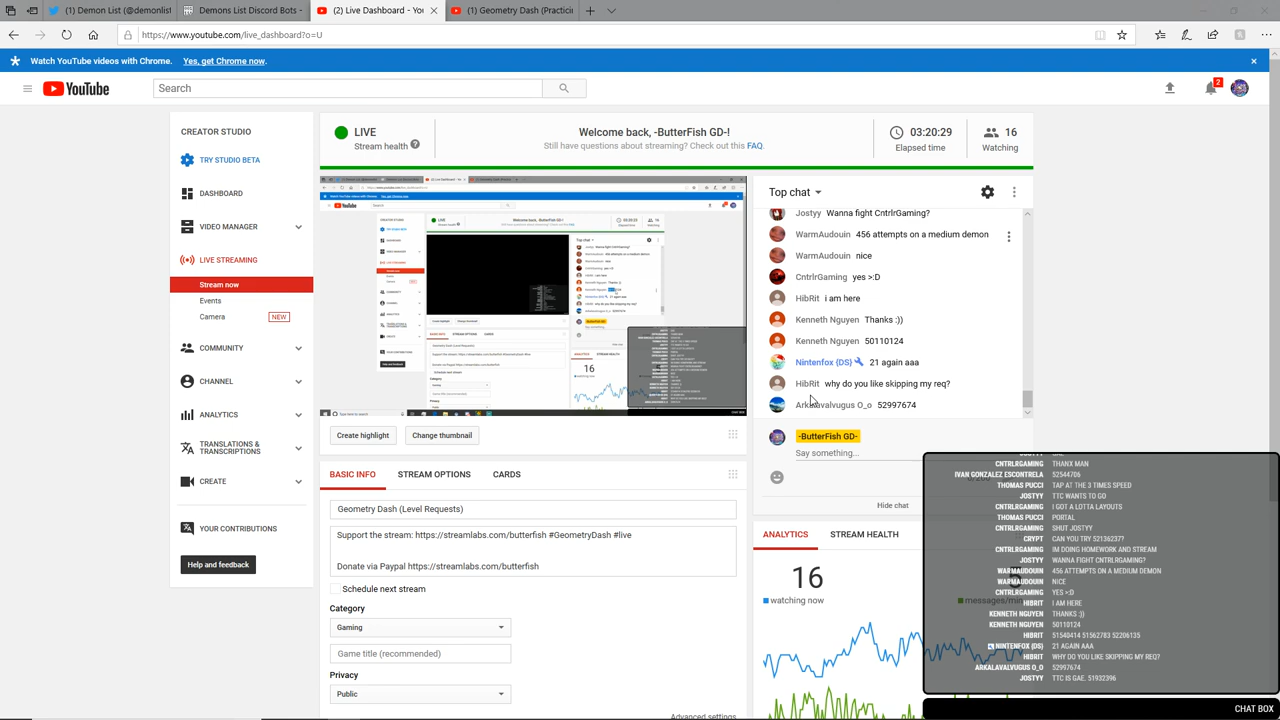 (1) Demon List (@demonlist
Demons List Discord Bots -
(2) Live Dashboard - You
(1) Geometry Dash (Practice
https://www.youtube.com/live_dashboard?o=U
Watch YouTube videos with Chrome. Yes, get Chrome now.
YouTube
Search
2
CREATOR STUDIO
TRY STUDIO BETA
DASHBOARD
VIDEO MANAGER
LIVE STREAMING
Stream now
Events
Camera NEW
COMMUNITY
CHANNEL
ANALYTICS
TRANSLATIONS &
TRANSCRIPTIONS
CREATE
YOUR CONTRIBUTIONS
Help and feedback
LIVE
Stream health
Welcome back, -ButterFish GD-!
Still have questions about streaming? Check out this FAQ.
03:20:29
Elapsed time
16
Watching
Create highlight
Change thumbnail
BASIC INFO
STREAM OPTIONS
CARDS
Geometry Dash (Level Requests)
Support the stream: https://streamlabs.com/butterfish #GeometryDash #live
Donate via Paypal https://streamlabs.com/butterfish
Schedule next stream
Category
Gaming
Game title (recommended)
Privacy
Public
Advanced settings
Top chat
Jostyy Wanna fight CntrlrGaming?
WarmAudouin 456 attempts on a medium demon
WarmAudouin nice
CntrlrGaming yes >:D
HibRit i am here
Kenneth Nguyen Thanks :))
Kenneth Nguyen 50110124
Nintenfox (DS) 21 again aaa
HibRit why do you like skipping my req?
Arkalavalvugus O_o 52997674
-ButterFish GD-
Say something...
Hide chat
ANALYTICS
STREAM HEALTH
16
watching now
5
messages/min
CNTRLRGAMING THANX MAN
IVAN GONZALEZ ESCONTRELA 52544706
THOMAS PUCCI TAP AT THE 3 TIMES SPEED
JOSTYY TTC WANTS TO GO
CNTRLRGAMING I GOT A LOTTA LAYOUTS
THOMAS PUCCI PORTAL
CNTRLRGAMING SHUT JOSTYY
CRYPT CAN YOU TRY 52136237?
CNTRLRGAMING IM DOING HOMEWORK AND STREAM
JOSTYY WANNA FIGHT CNTRLRGAMING?
WARMAUDOUIN 456 ATTEMPTS ON A MEDIUM DEMON
WARMAUDOUIN NICE
CNTRLRGAMING YES >:D
HIBRIT I AM HERE
KENNETH NGUYEN THANKS :))
KENNETH NGUYEN 50110124
HIBRIT 51540414 51562783 52206135
NINTENFOX (DS) 21 AGAIN AAA
HIBRIT WHY DO YOU LIKE SKIPPING MY REQ?
ARKALAVALVUGUS O_O 52997674
JOSTYY TTC IS GAE. 51932396
CHAT BOX